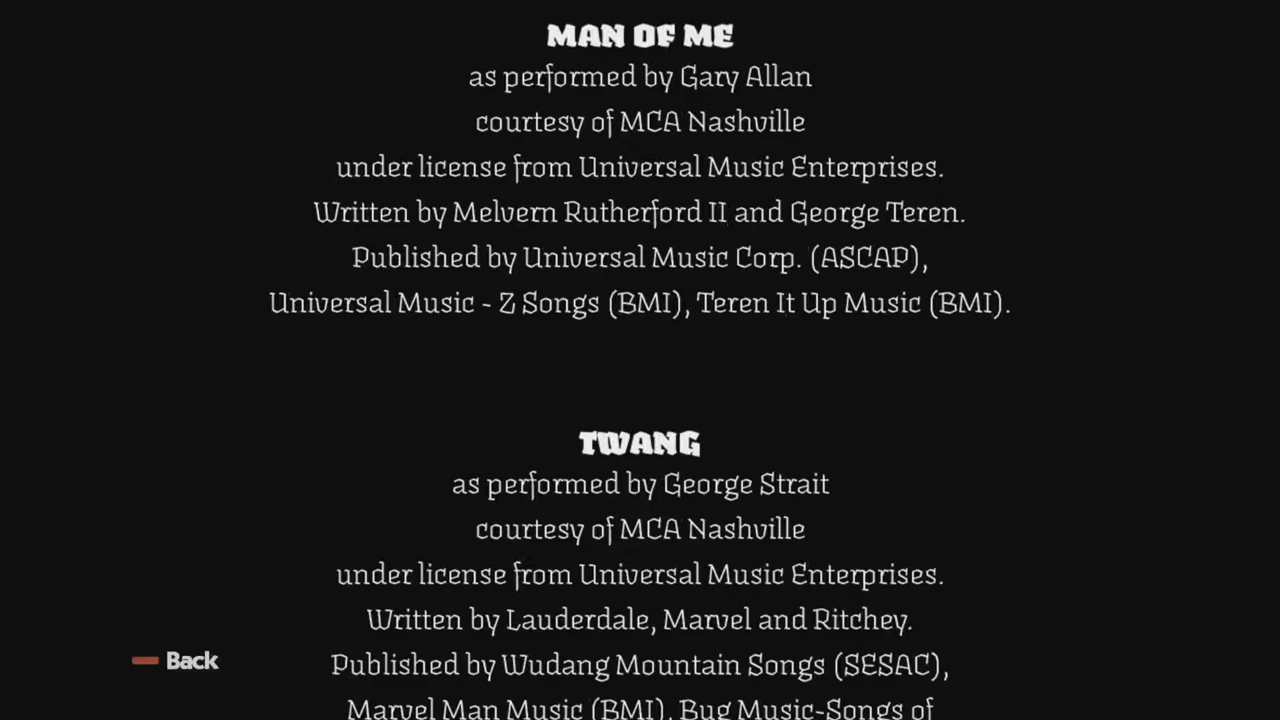 MAN OF ME
as performed by Gary Allan
courtesy of MCA Nashville
under license from Universal Music Enterprises.
Written by Melvern Rutherford II and George Teren.
Published by Universal Music Corp. (ASCAP),
Universal Music - Z Songs (BMI), Teren It Up Music (BMI).
TWANG
as performed by George Strait
courtesy of MCA Nashville
under license from Universal Music Enterprises.
Written by Lauderdale, Marvel and Ritchey.
Back
Published by Wudang Mountain Songs (SESAC),
Marvel Man Music (BMI), Bug Music-Songs of